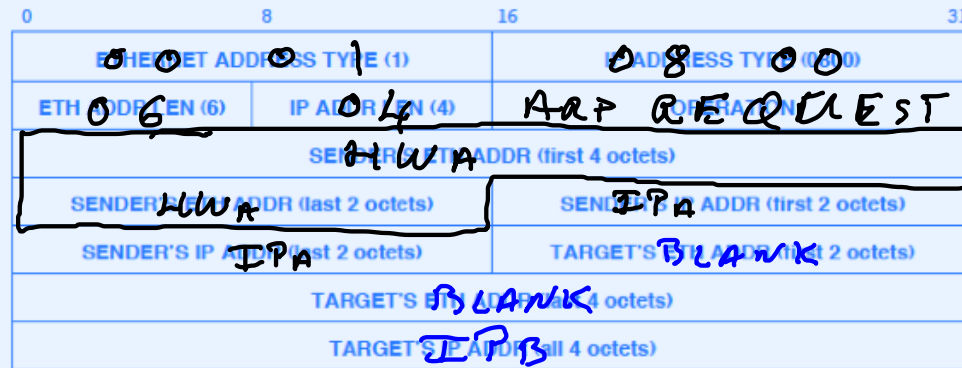 0 8 16 31
ETHERNET ADDRESS TYPE (1) IP ADDRESS TYPE (0800)
0 0 0 1 0 8 0 0
ETH ADDR LEN (6) IP ADDR LEN (4) OPERATION
0 6 0 4 ARP REQUEST
SENDER'S ETH ADDR (first 4 octets)
HWA
SENDER'S ETH ADDR (last 2 octets) SENDER'S IP ADDR (first 2 octets)
HWA IPA
SENDER'S IP ADDR (last 2 octets) TARGET'S ETH ADDR (first 2 octets)
IPA BLANK
TARGET'S ETH ADDR (last 4 octets)
BLANK
TARGET'S IP ADDR (all 4 octets)
IPB